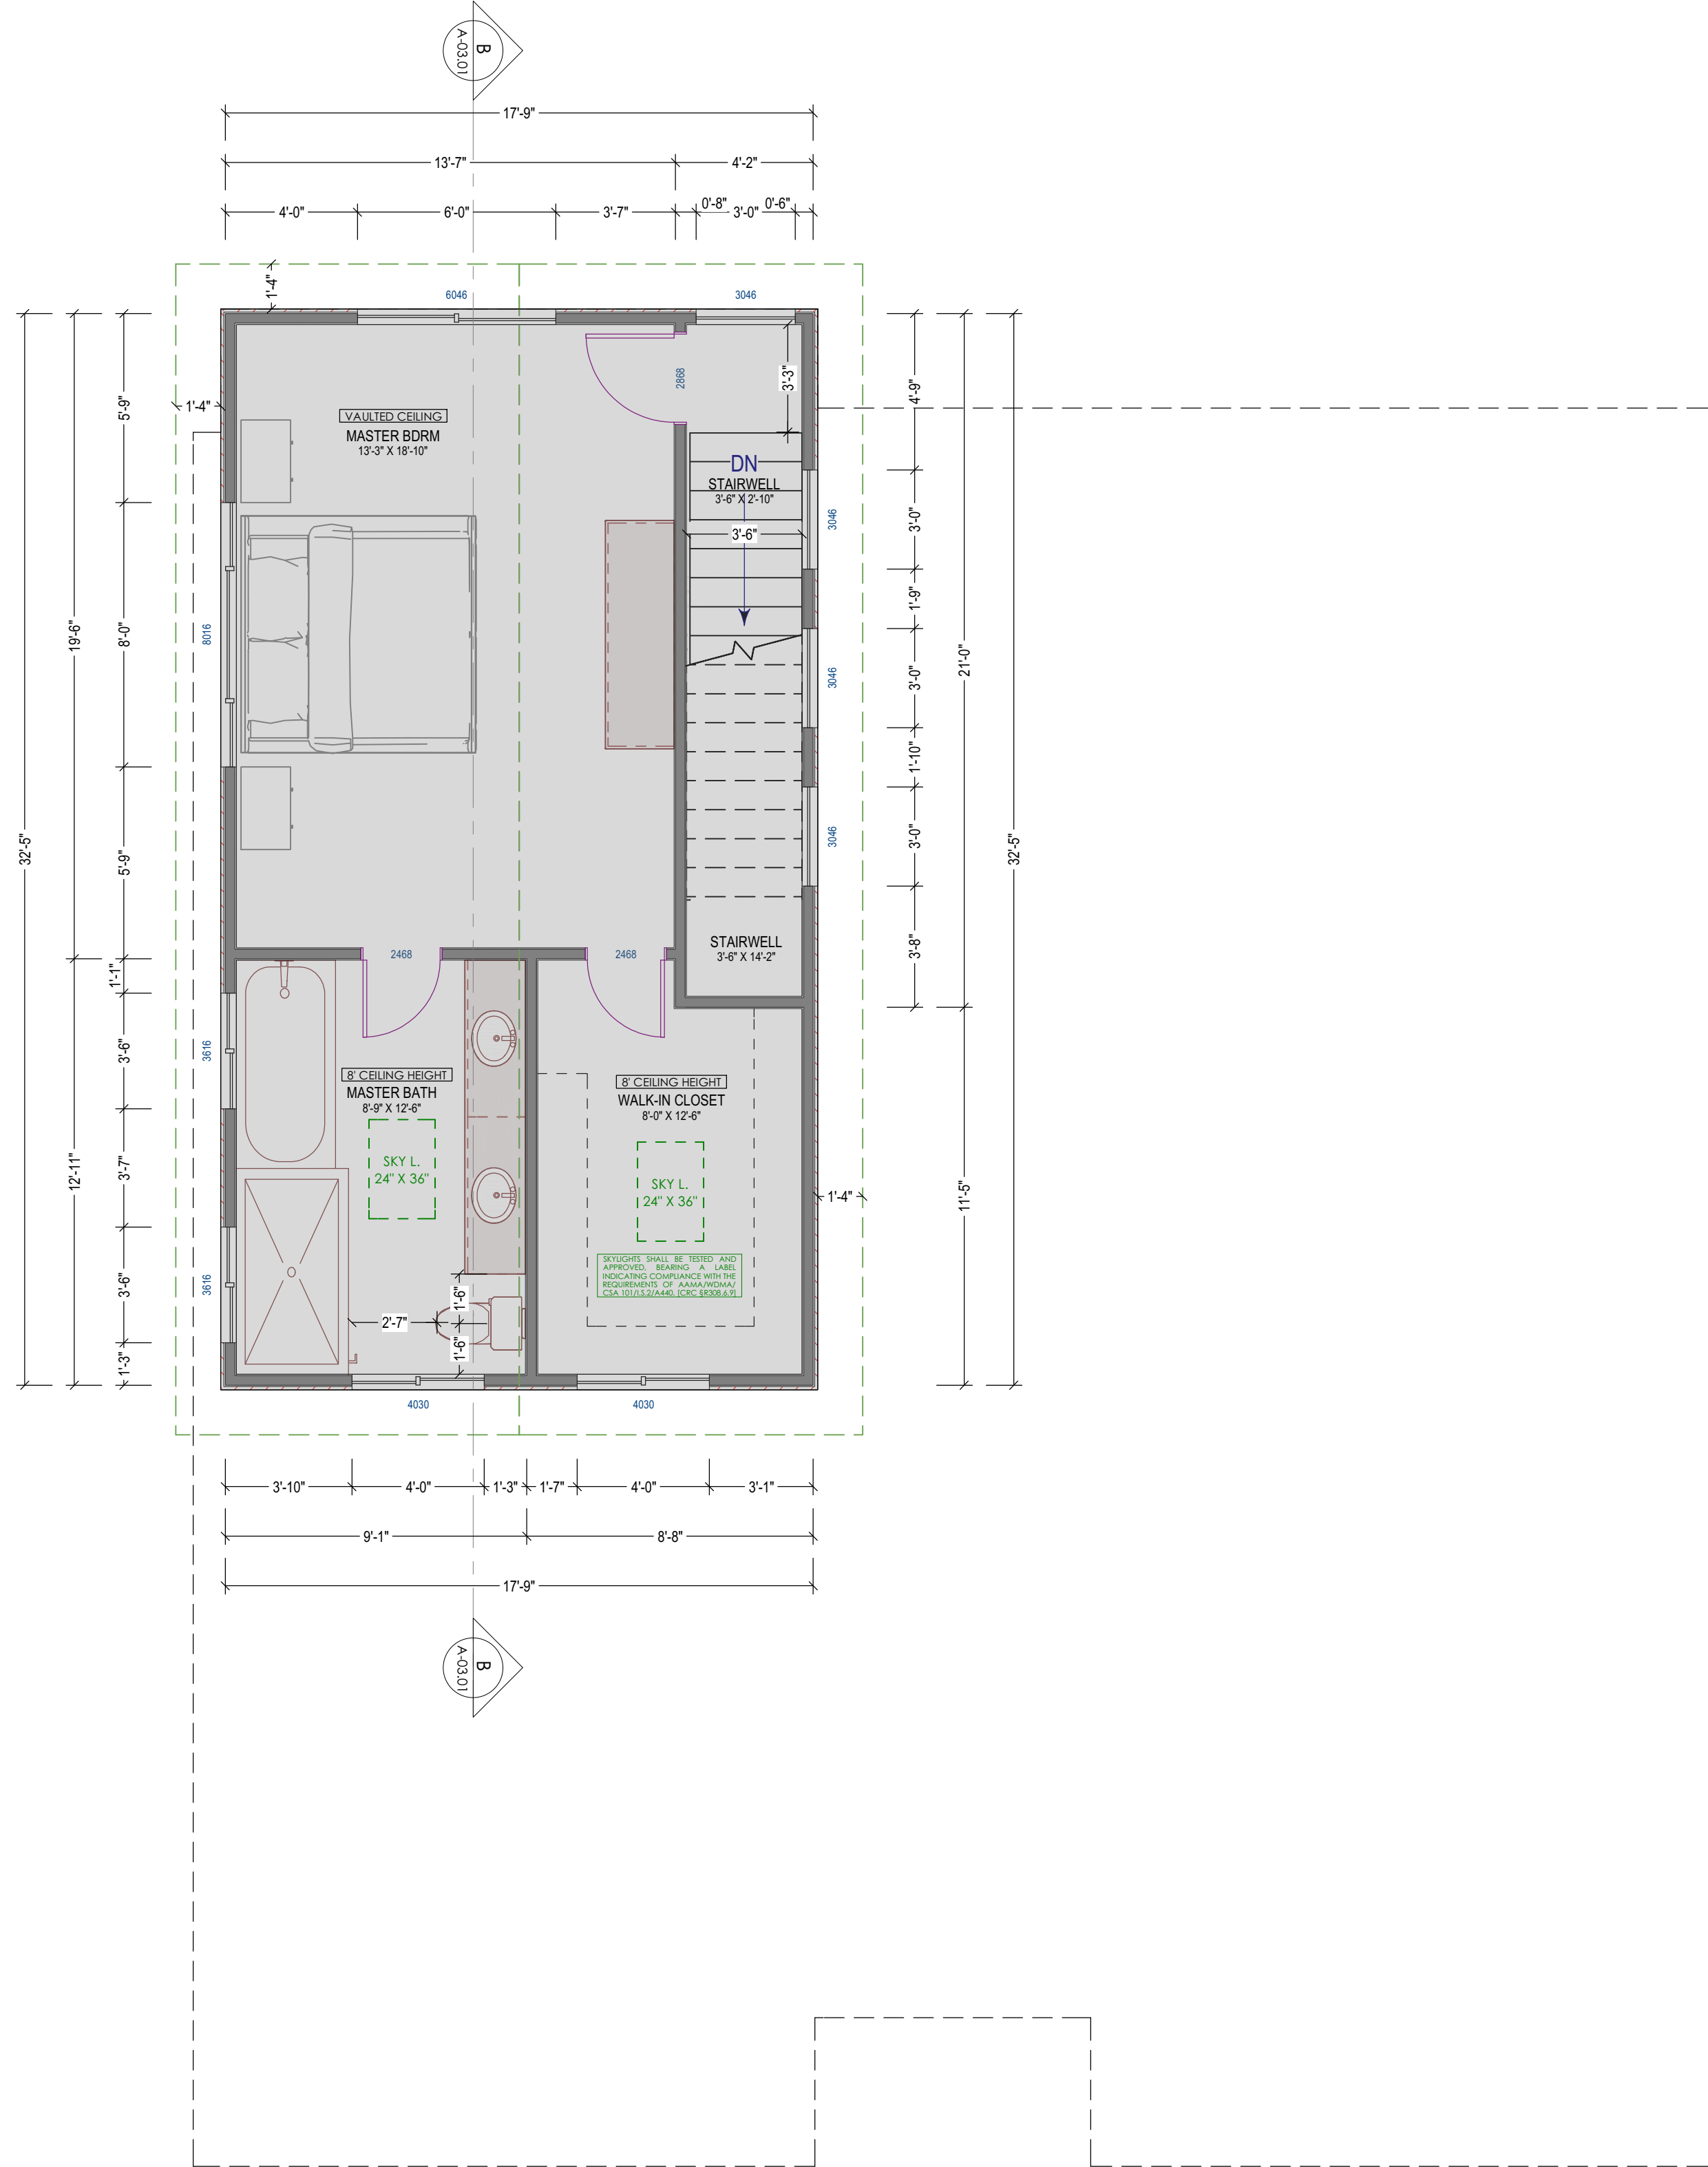 B
A-03.01
17'-9"
13'-7"
4'-2"
4'-0"
6'-0"
3'-7"
0'-8"
3'-0"
0'-6"
1'-4"
6046
3046
1'-4"
VAULTED CEILING
MASTER BDRM
13'-3" X 18'-10"
2868
3'-3"
DN
STAIRWELL
3'-6" X 2'-10"
3'-6"
32'-5"
19'-6"
12'-11"
5'-9"
8'-0"
5'-9"
1'-1"
3'-6"
3'-7"
3'-6"
1'-3"
8016
3616
3616
3046
3046
3046
4'-9"
3'-0"
1'-9"
3'-0"
1'-10"
3'-0"
3'-8"
21'-0"
11'-5"
32'-5"
STAIRWELL
3'-6" X 14'-2"
2468
2468
8' CEILING HEIGHT
MASTER BATH
8'-9" X 12'-6"
SKY L.
24" X 36"
8' CEILING HEIGHT
WALK-IN CLOSET
8'-0" X 12'-6"
SKY L.
24" X 36"
SKYLIGHTS SHALL BE TESTED AND
APPROVED, BEARING A LABEL
INDICATING COMPLIANCE WITH THE
REQUIREMENTS OF AAMA/WDMA/
CSA 101/I.S.2/A440. [CRC §R308.6.9]
1'-4"
1'-6"
2'-7"
1'-6"
4030
4030
3'-10"
4'-0"
1'-3"
1'-7"
4'-0"
3'-1"
9'-1"
8'-8"
17'-9"
B
A-03.01